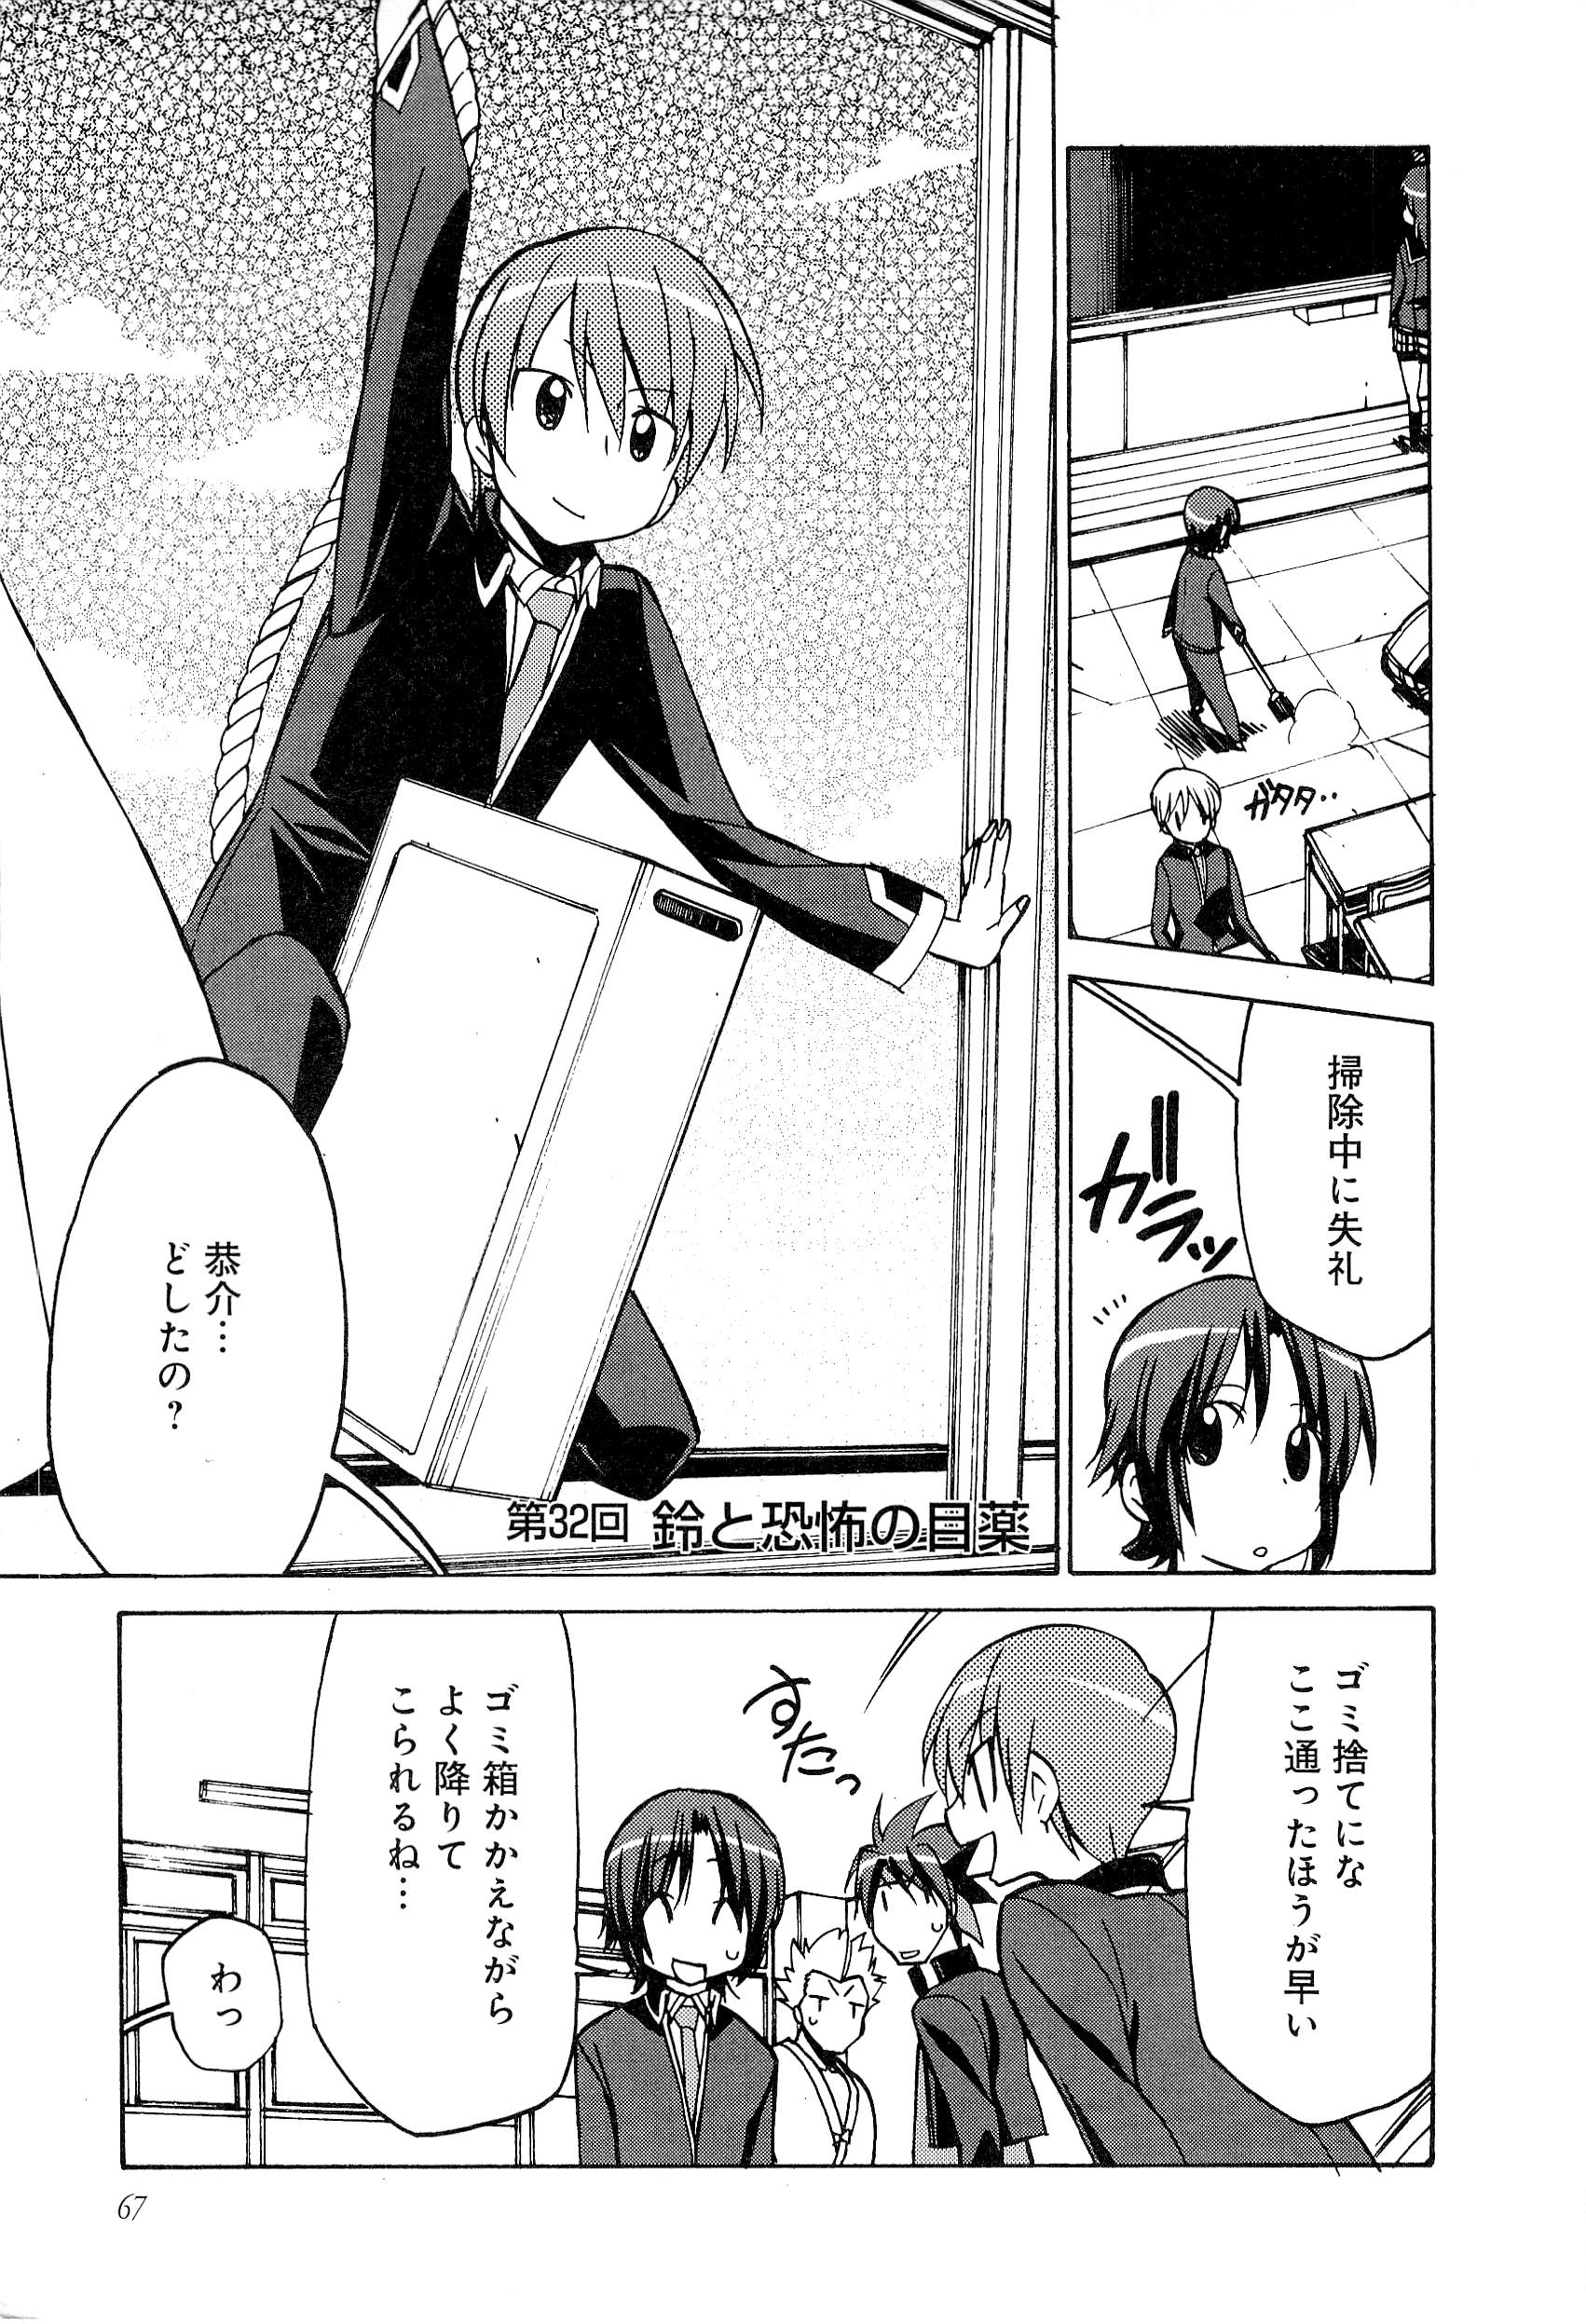 ガタタ‥
掃除中に失礼
ガラッ
恭介…
どしたの?
第32回 鈴と恐怖の目薬
ゴミ捨てにな
ここ通ったほうが早い
すたっ
ゴミ箱かかえながら
よく降りて
こられるね…
わっ
67